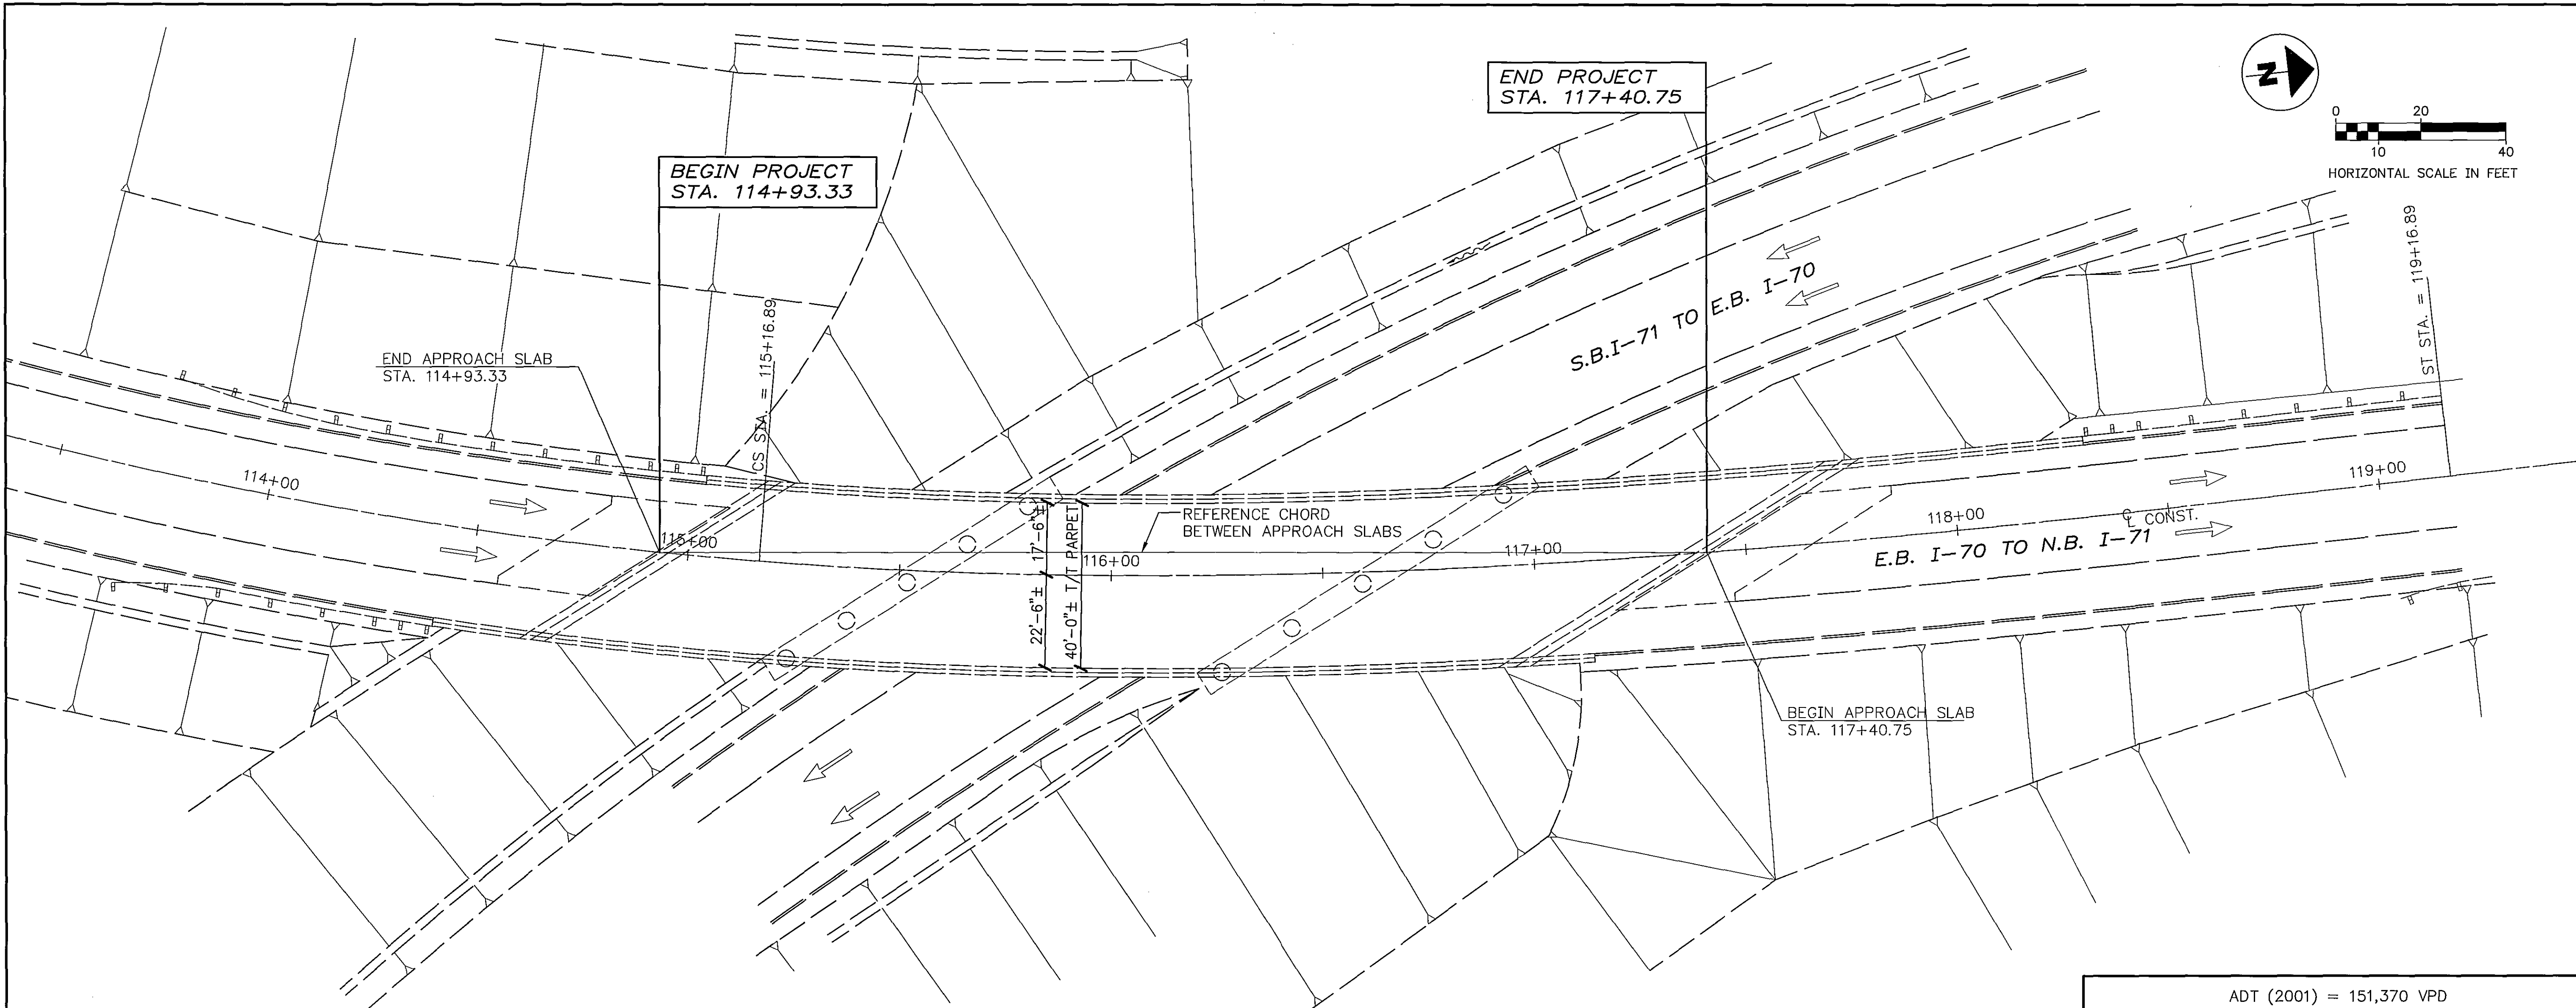 END PROJECT
STA. 117+40.75
N
0 20
10 40
HORIZONTAL SCALE IN FEET
BEGIN PROJECT
STA. 114+93.33
ST STA. = 119+16.89
S.B.I-71 TO E.B. I-70
CS STA. = 115+16.89
END APPROACH SLAB
STA. 114+93.33
114+00
115+00
116+00
117+00
118+00
119+00
17'-6"±
22'-6"±
40'-0"± T/T PARPET
REFERENCE CHORD
BETWEEN APPROACH SLABS
℄ CONST.
E.B. I-70 TO N.B. I-71
BEGIN APPROACH SLAB
STA. 117+40.75
ADT (2001) = 151,370 VPD